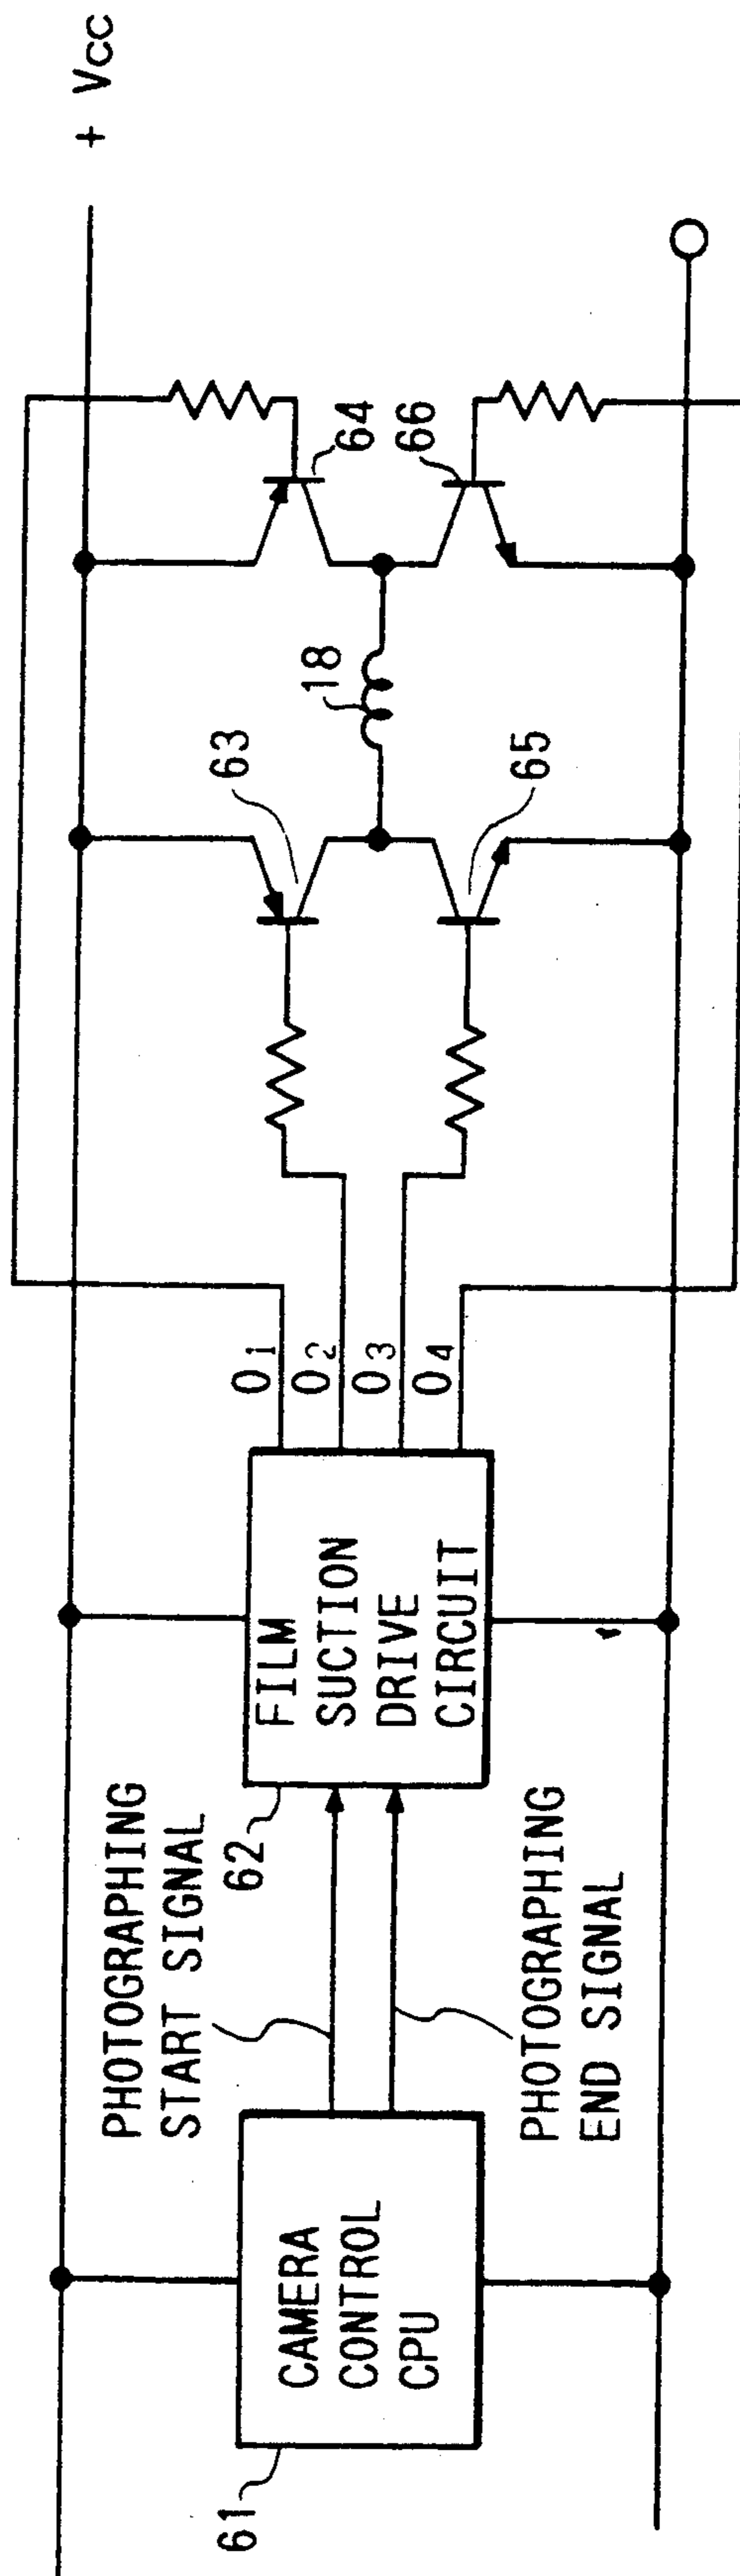 61
CAMERA
CONTROL
CPU
PHOTOGRAPHING
START SIGNAL
PHOTOGRAPHING
END SIGNAL
62
FILM
SUCTION
DRIVE
CIRCUIT
O1
O2
O3
O4
63
65
18
64
66
+ Vcc